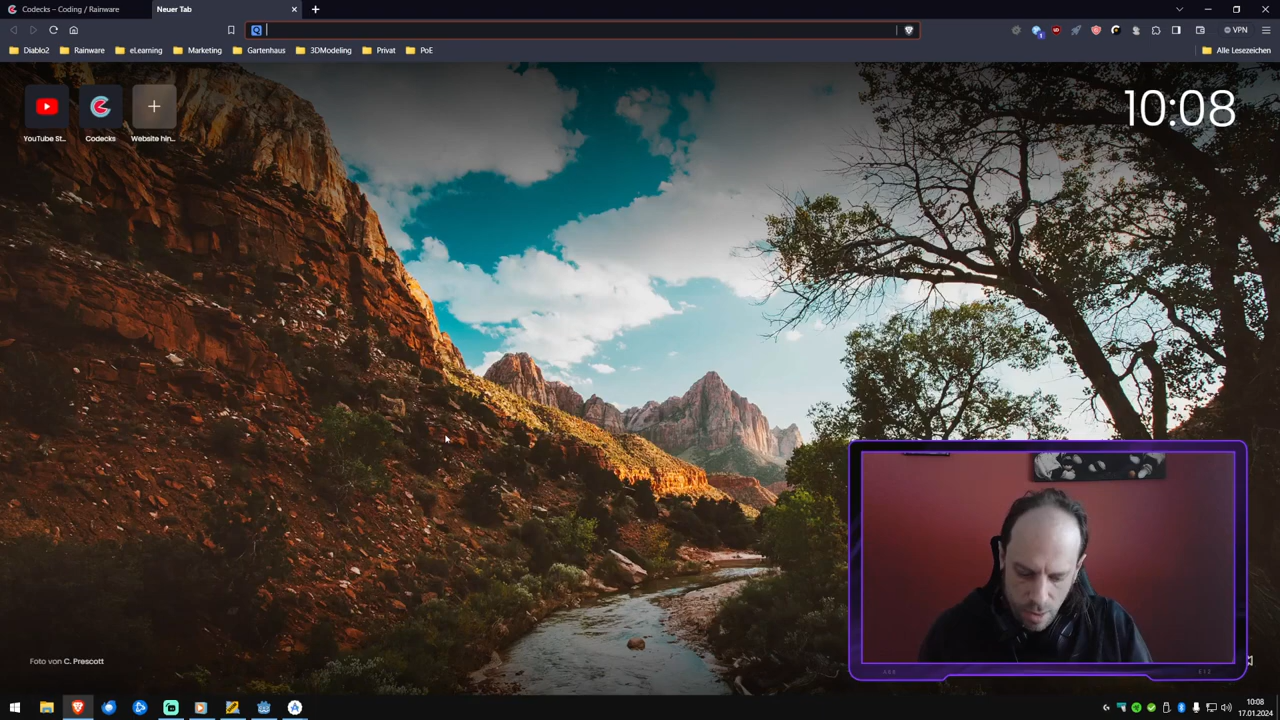 Codecks – Coding / Rainware
Neuer Tab
VPN
Diablo2
Rainware
eLearning
Marketing
Gartenhaus
3DModeling
Privat
PoE
Alle Lesezeichen
10:08
YouTube St...
Codecks
Website hin...
Foto von C. Prescott
10:08
17.01.2024